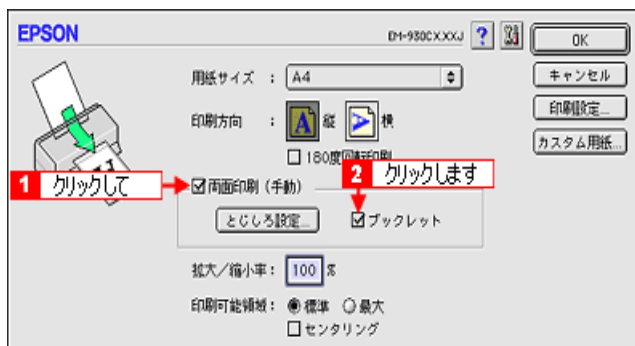 EPSON
EM-930CX.XXJ
?
OK
用紙サイズ : A4
キャンセル
印刷方向 : 縦 横
印刷設定...
180度回転印刷
カスタム用紙...
1 クリックして
2 クリックします
両面印刷 (手動)
とじしろ設定...
ブックレット
拡大/縮小率: 100 %
印刷可能領域: 標準 最大
センタリング